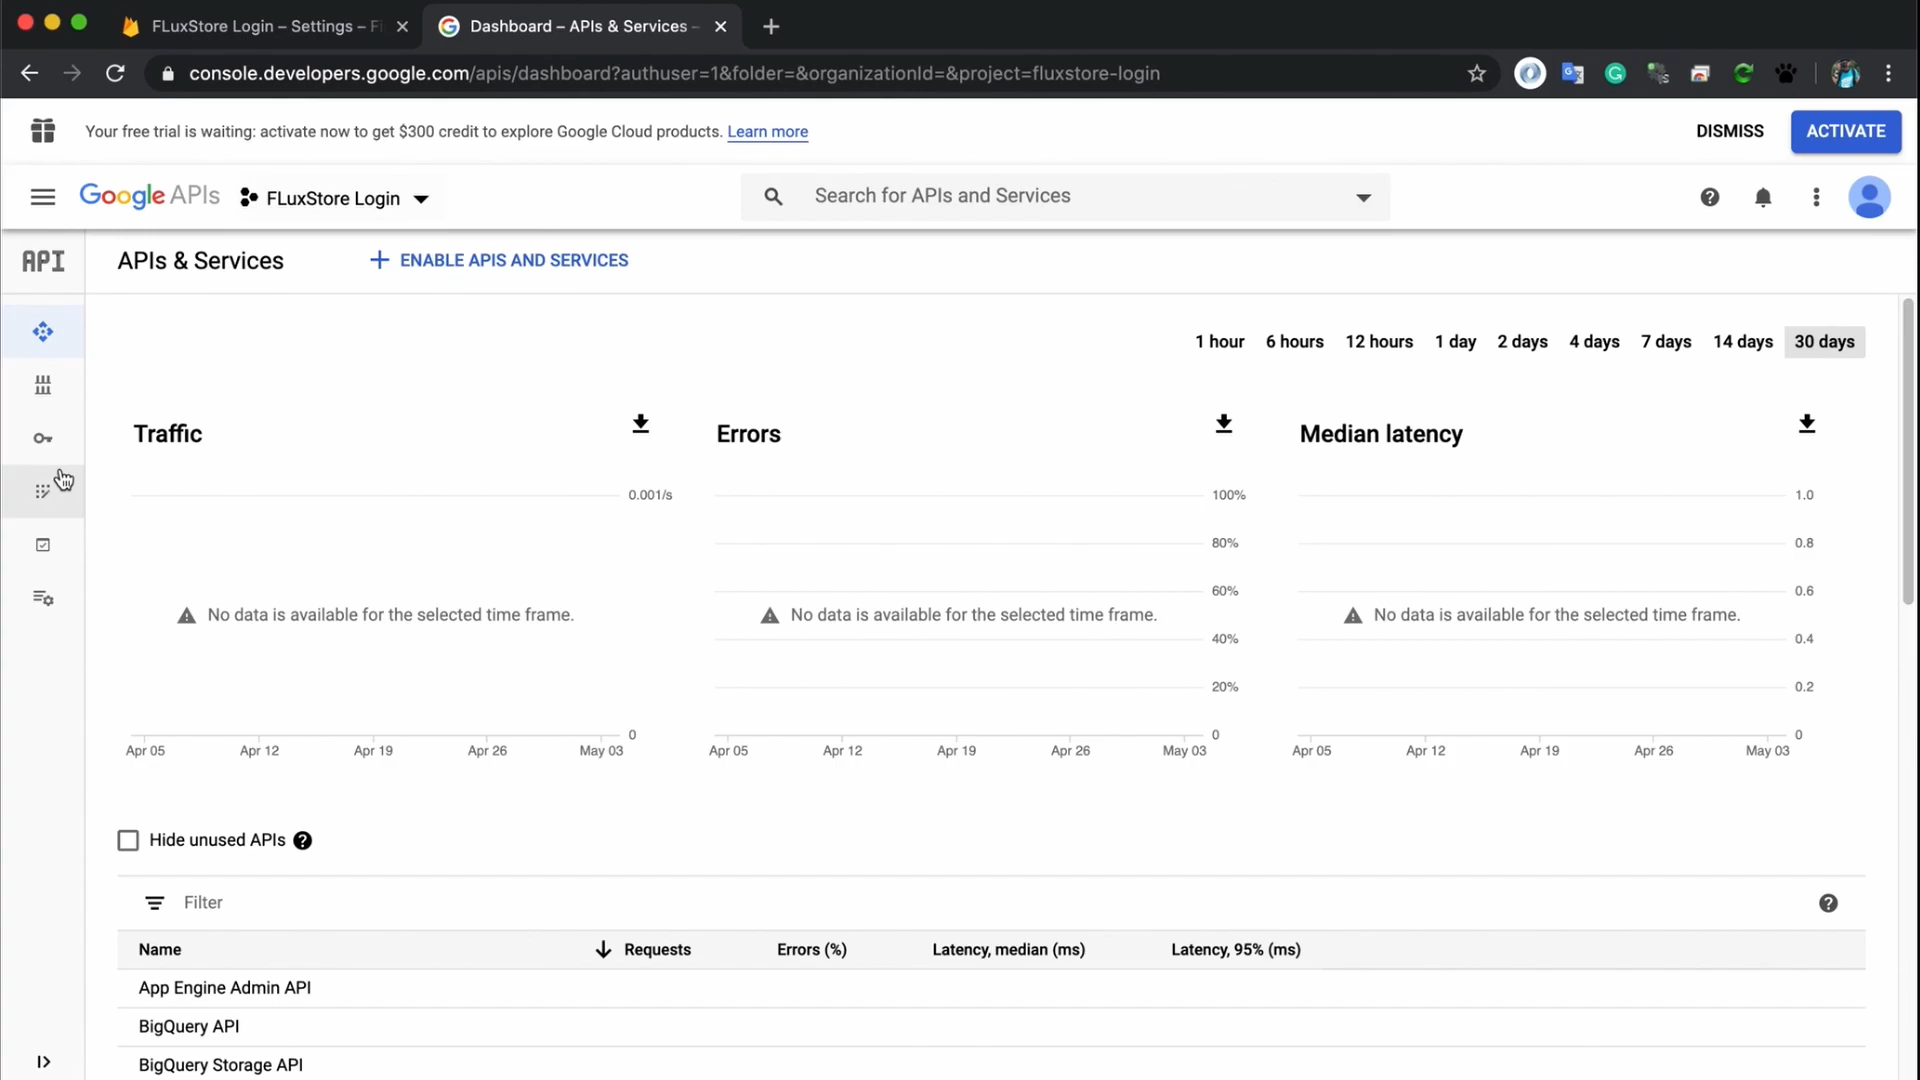 FLuxStore Login – Settings – Fi
Dashboard – APIs & Services –
console.developers.google.com/apis/dashboard?authuser=1&folder=&organizationId=&project=fluxstore-login
Your free trial is waiting: activate now to get $300 credit to explore Google Cloud products. Learn more
DISMISS
ACTIVATE
Google APIs
FLuxStore Login
Search for APIs and Services
API
APIs & Services
ENABLE APIS AND SERVICES
1 hour 6 hours 12 hours 1 day 2 days 4 days 7 days 14 days 30 days
Traffic
0.001/s
No data is available for the selected time frame.
0
Apr 05 Apr 12 Apr 19 Apr 26 May 03
Errors
100%
80%
60%
No data is available for the selected time frame.
40%
20%
0
Apr 05 Apr 12 Apr 19 Apr 26 May 03
Median latency
1.0
0.8
0.6
No data is available for the selected time frame.
0.4
0.2
0
Apr 05 Apr 12 Apr 19 Apr 26 May 03
Hide unused APIs
Filter
Name Requests Errors (%) Latency, median (ms) Latency, 95% (ms)
App Engine Admin API
BigQuery API
BigQuery Storage API